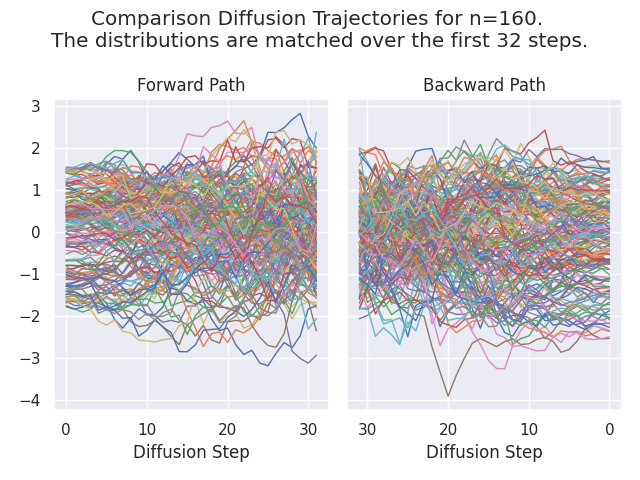 Comparison Diffusion Trajectories for n=160.
The distributions are matched over the first 32 steps.
Forward Path
Backward Path
3
2
1
0
−1
−2
−3
−4
0 10 20 30
30 20 10 0
Diffusion Step
Diffusion Step